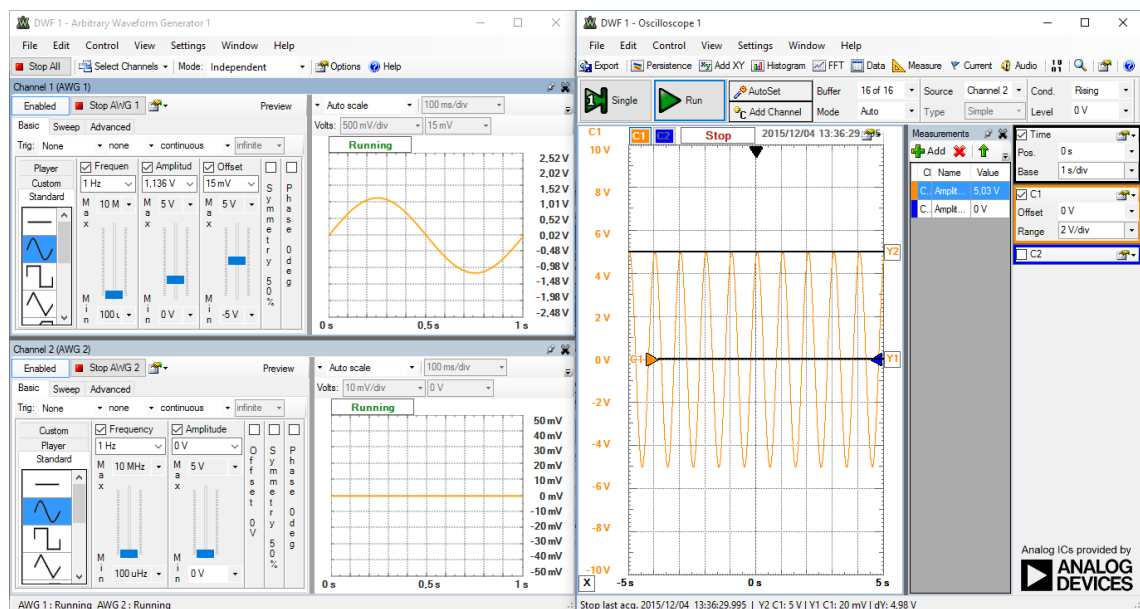 DWF 1 - Arbitrary Waveform Generator 1
File Edit Control View Settings Window Help
Stop All Select Channels Mode: Independent Options Help
Channel 1 (AWG 1)
Enabled Stop AWG 1 Preview
Basic Sweep Advanced
Trig: None none continuous infinite
Player
Custom
Standard
Frequen Amplitud Offset
1 Hz 1,136 V 15 mV
Max 10 M Max 5 V 5 V
Min 100 u Min 0 V -5 V
Symmetry 50%
Phase 0deg
Auto scale 100 ms/div
Volts: 500 mV/div 15 mV
Running
2,52 V
2,02 V
1,52 V
1,01 V
0,52 V
0,02 V
-0,48 V
-0,98 V
-1,48 V
-1,98 V
-2,48 V
0 s 0,5 s 1 s
Channel 2 (AWG 2)
Enabled Stop AWG 2 Preview
Basic Sweep Advanced
Trig: None none continuous infinite
Custom
Player
Standard
Frequency Amplitude
1 Hz 0 V
Max 10 MHz Max 5 V
Min 100 uHz Min 0 V
Offset 0V
Symmetry 50%
Phase 0deg
Auto scale 100 ms/div
Volts: 10 mV/div 0 V
Running
50 mV
40 mV
30 mV
20 mV
10 mV
0 mV
-10 mV
-20 mV
-30 mV
-40 mV
-50 mV
0 s 0,5 s 1 s
AWG 1 : Running AWG 2 : Running
DWF 1 - Oscilloscope 1
File Edit Control View Settings Window Help
Export Persistence Add XY Histogram FFT Data Measure Current Audio
Single Run AutoSet Buffer 16 of 16 Source Channel 2 Cond. Rising
Add Channel Mode Auto Type Simple Level 0 V
C1 C1 C2 Stop 2015/12/04 13:36:29.995
10 V
8 V
6 V
4 V
2 V
0 V
-2 V
-4 V
-6 V
-8 V
-10 V
Y2
C1 Y1
X -5 s 0 s 5 s
Measurements
Add
Name Value
C.. Amplit... 5,03 V
C.. Amplit... 0 V
Time
Pos. 0 s
Base 1 s/div
C1
Offset 0 V
Range 2 V/div
C2
Analog ICs provided by
ANALOG
DEVICES
Stop last acq. 2015/12/04 13:36:29.995 | Y2 C1: 5 V | Y1 C1: 20 mV | dY: 4.98 V